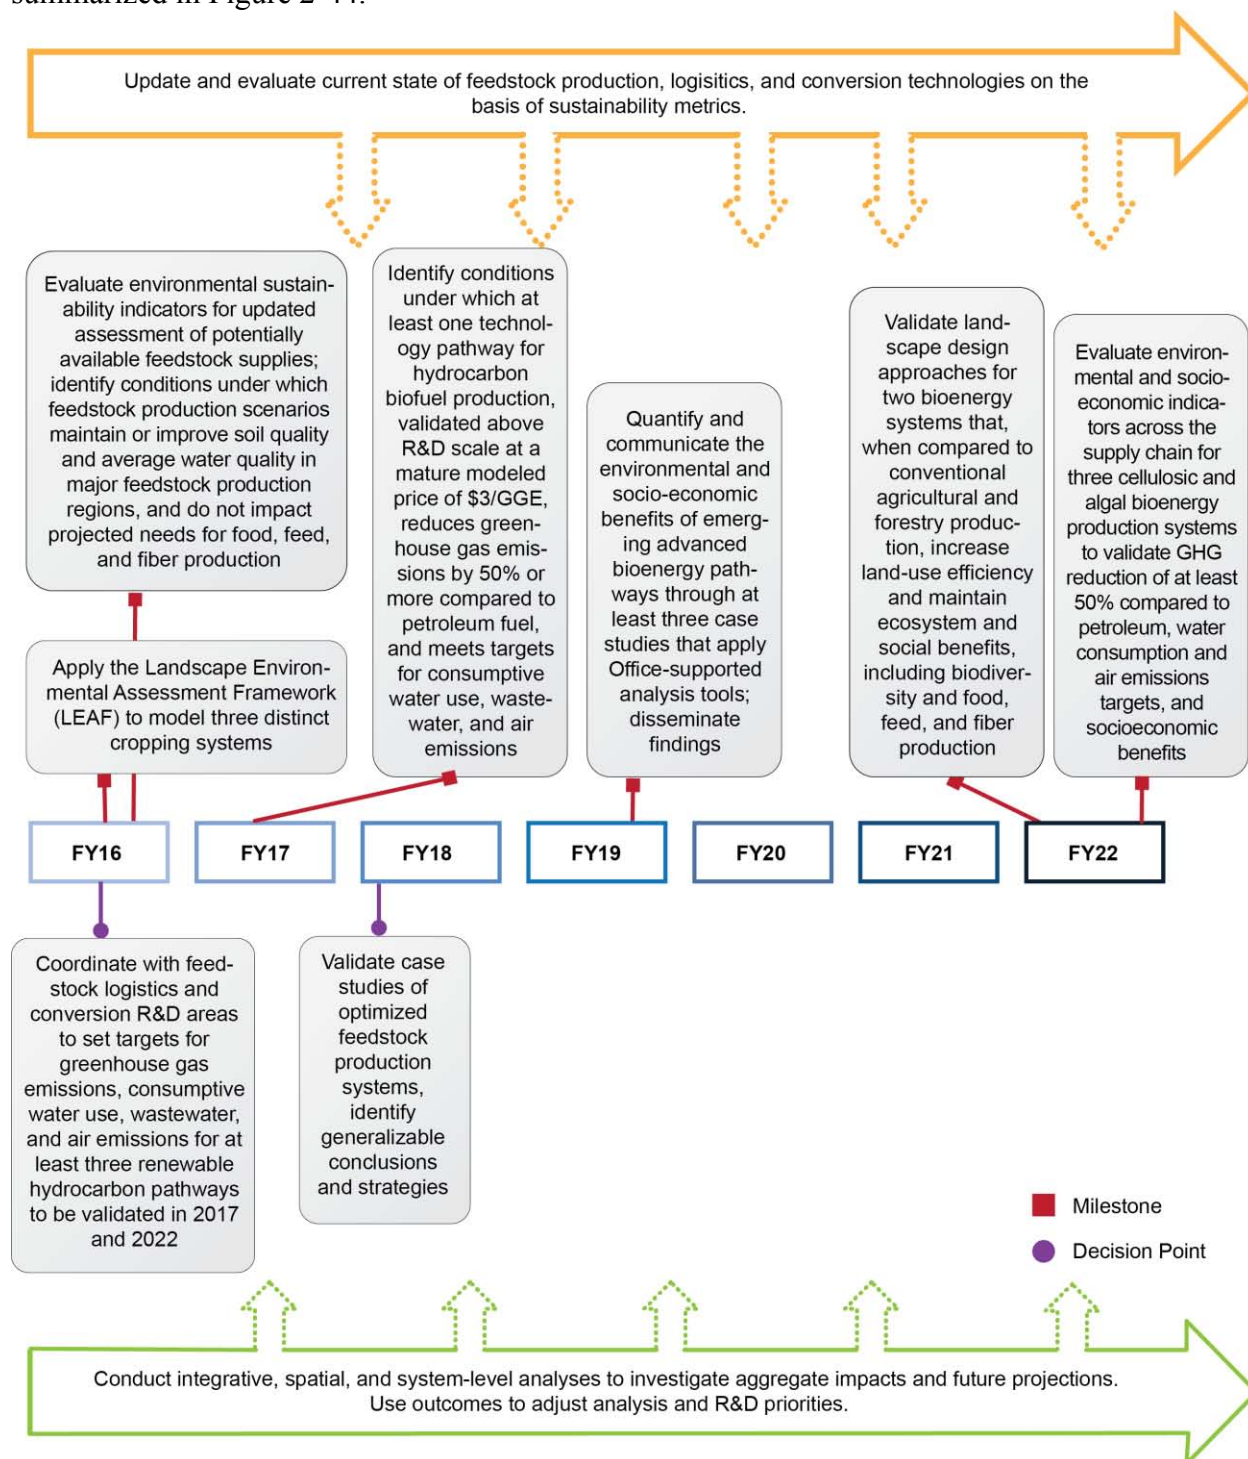 summarized in Figure 2-44.
Update and evaluate current state of feedstock production, logisitics, and conversion technologies on the
basis of sustainability metrics.
Evaluate environmental sustain-
ability indicators for updated
assessment of potentially
available feedstock supplies;
identify conditions under which
feedstock production scenarios
maintain or improve soil quality
and average water quality in
major feedstock production
regions, and do not impact
projected needs for food, feed,
and fiber production
Apply the Landscape Environ-
mental Assessment Framework
(LEAF) to model three distinct
cropping systems
Identify conditions
under which at
least one technol-
ogy pathway for
hydrocarbon
biofuel production,
validated above
R&D scale at a
mature modeled
price of $3/GGE,
reduces green-
house gas emis-
sions by 50% or
more compared to
petroleum fuel,
and meets targets
for consumptive
water use, waste-
water, and air
emissions
Quantify and
communicate the
environmental and
socio-economic
benefits of emerg-
ing advanced
bioenergy path-
ways through at
least three case
studies that apply
Office-supported
analysis tools;
disseminate
findings
Validate land-
scape design
approaches for
two bioenergy
systems that,
when compared to
conventional
agricultural and
forestry produc-
tion, increase
land-use efficiency
and maintain
ecosystem and
social benefits,
including biodiver-
sity and food,
feed, and fiber
production
Evaluate environ-
mental and socio-
economic indica-
tors across the
supply chain for
three cellulosic and
algal bioenergy
production systems
to validate GHG
reduction of at least
50% compared to
petroleum, water
consumption and
air emissions
targets, and
socioeconomic
benefits
FY16
FY17
FY18
FY19
FY20
FY21
FY22
Coordinate with feed-
stock logistics and
conversion R&D areas
to set targets for
greenhouse gas
emissions, consumptive
water use, wastewater,
and air emissions for at
least three renewable
hydrocarbon pathways
to be validated in 2017
and 2022
Validate case
studies of
optimized
feedstock
production
systems,
identify
generalizable
conclusions
and strategies
Milestone
Decision Point
Conduct integrative, spatial, and system-level analyses to investigate aggregate impacts and future projections.
Use outcomes to adjust analysis and R&D priorities.